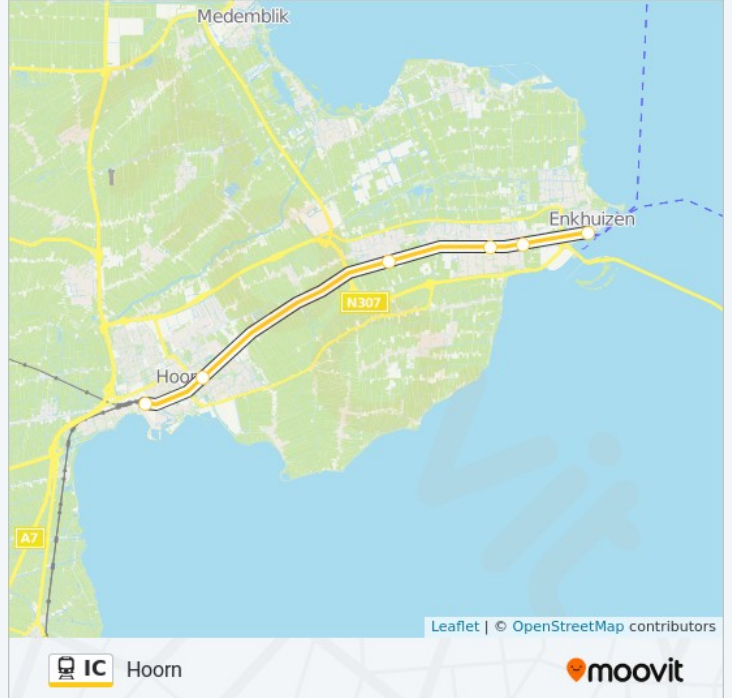 Medemblik
Enkhuizen
N307
Hoorn
A7
Leaflet | © OpenStreetMap contributors
IC Hoorn
moovit